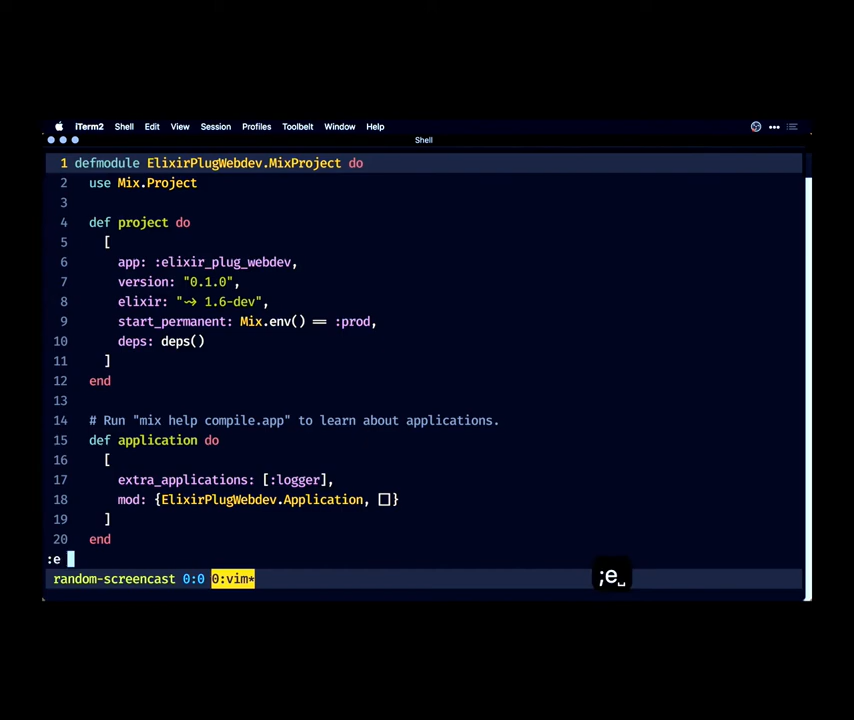 iTerm2 Shell Edit View Session Profiles Toolbelt Window Help
Shell
1 defmodule ElixirPlugWebdev.MixProject do
2   use Mix.Project
3
4   def project do
5     [
6       app: :elixir_plug_webdev,
7       version: "0.1.0",
8       elixir: "~> 1.6-dev",
9       start_permanent: Mix.env() == :prod,
10       deps: deps()
11     ]
12   end
13
14   # Run "mix help compile.app" to learn about applications.
15   def application do
16     [
17       extra_applications: [:logger],
18       mod: {ElixirPlugWebdev.Application, []}
19     ]
20   end
:e
random-screencast 0:0 0:vim*
;e␣